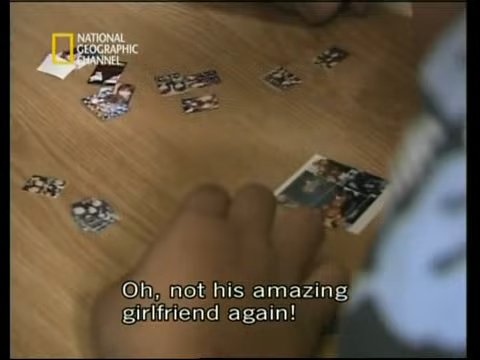 NATIONAL
GEOGRAPHIC
CHANNEL
Oh, not his amazing
girlfriend again!